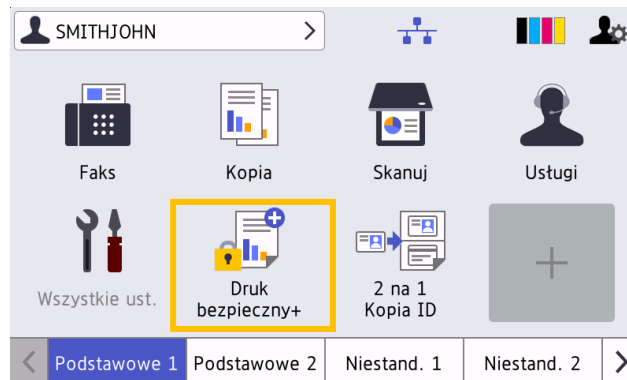 SMITHJOHN
Faks
Kopia
Skanuj
Usługi
Wszystkie ust.
Druk
bezpieczny+
2 na 1
Kopia ID
Podstawowe 1
Podstawowe 2
Niestand. 1
Niestand. 2